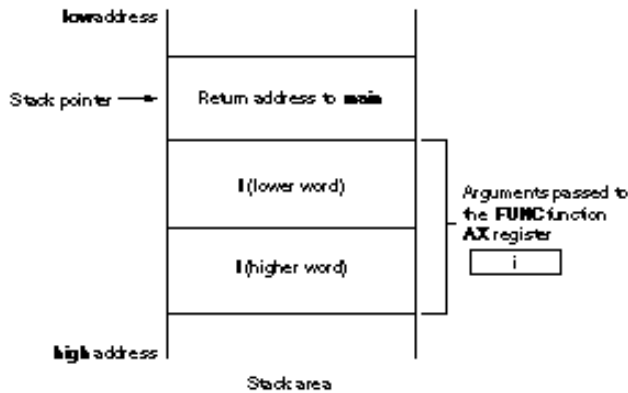 low address
Stack pointer
Return address to main
l (lower word)
l (higher word)
Arguments passed to
the FUNC function
AX register
i
high address
Stack area